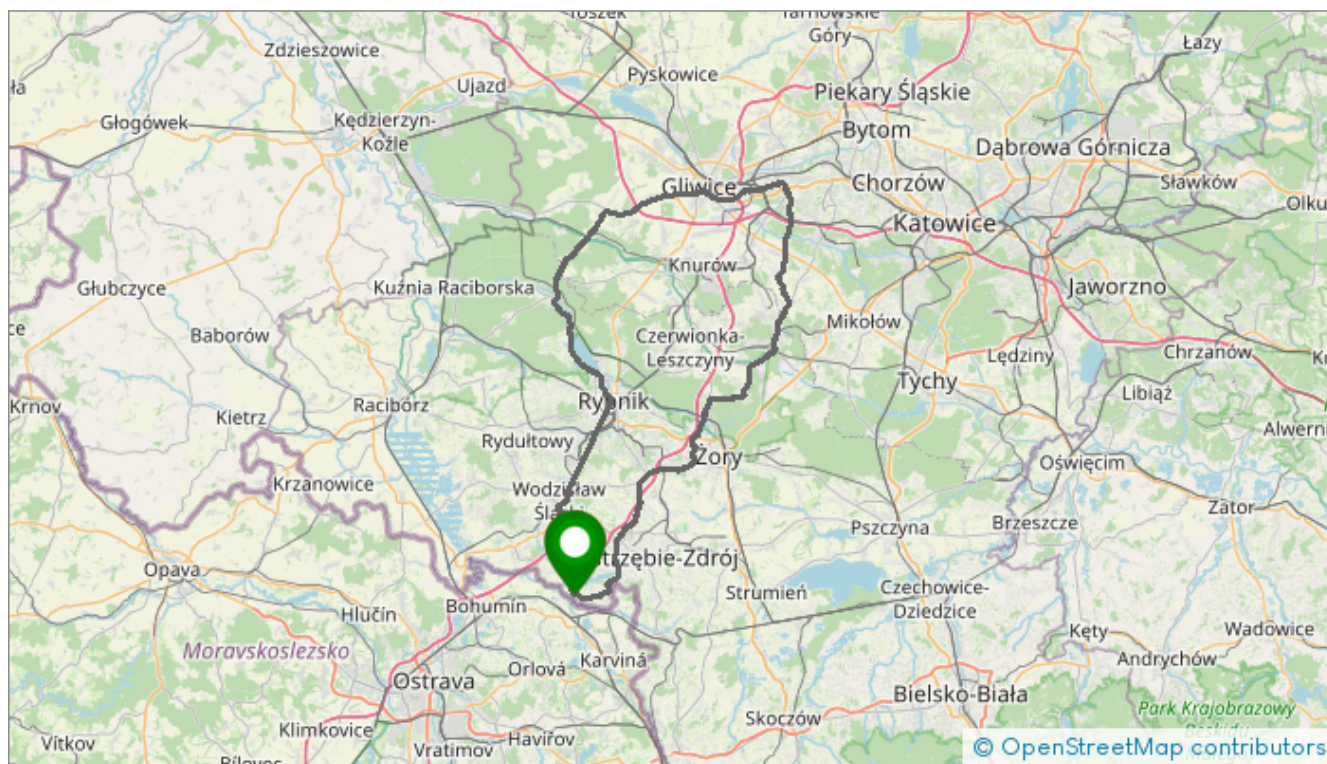 Zdzieszowice
Góry
Łazy
Ujazd
Pyskowice
Piekary Śląskie
Głogówek
Kędzierzyn-
Koźle
Bytom
Dąbrowa Górnicza
Gliwice
Chorzów
Sławków
Katowice
Knurów
Głubczyce
Kuźnia Raciborska
Jaworzno
Baborów
Czerwionka-
Leszczyny
Mikołów
Lędziny
Chrzanów
Krnov
Kietrz
Racibórz
Rybnik
Tychy
Libiąż
Rydułtowy
Żory
Oświęcim
Krzanowice
Wodzisław
Zator
Pszczyna
Brzeszcze
Opava
Strumień
Czechowice-
Dziedzice
Hlučín
Bohumín
Kęty
Wadowice
Moravskoslezsko
Orlová
Karviná
Andrychów
Ostrava
Bielsko-Biała
Klimkovice
Skoczów
Park Krajobrazowy
Vítkov
Vratimov
Havířov
© OpenStreetMap contributors